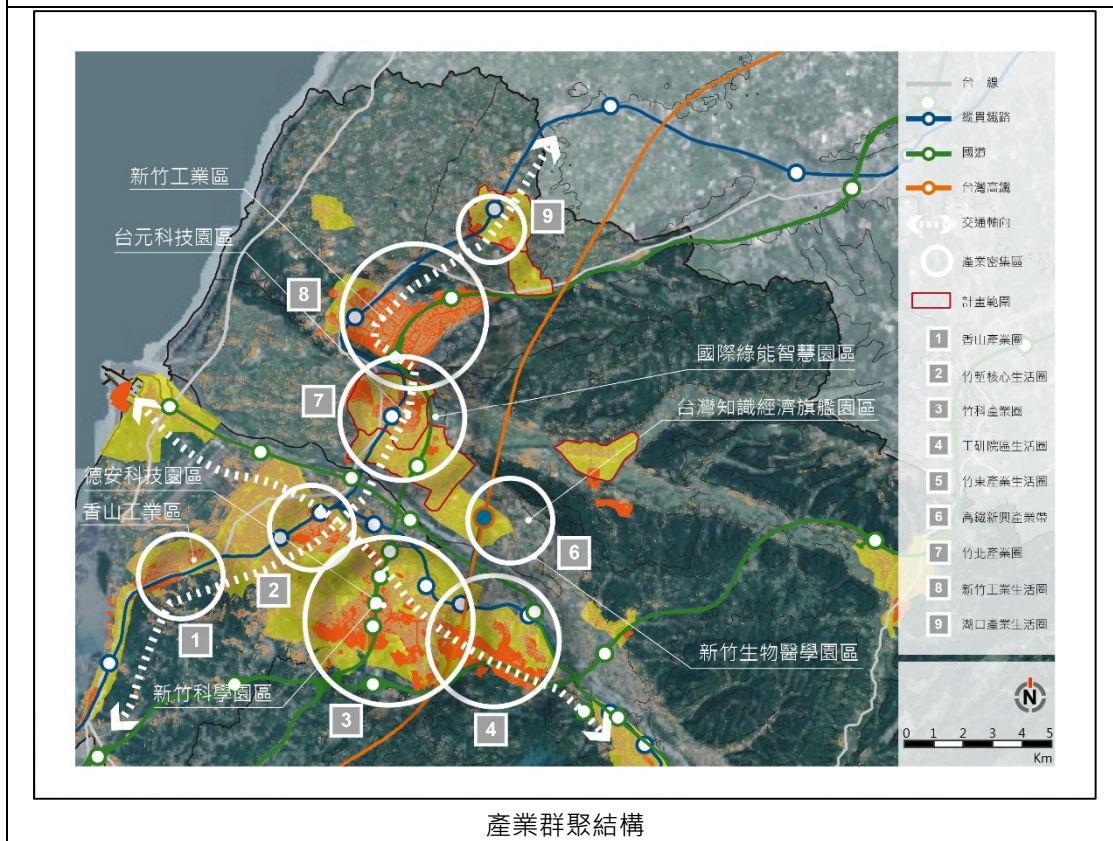 新竹工業區
台元科技園區
9
8
國際綠能智慧園區
7
台灣知識經濟旗艦園區
德安科技園區
香山工業區
6
2
1
新竹生物醫學園區
新竹科學園區
3
4
台 線
縱貫鐵路
國道
台灣高鐵
交通軸向
產業密集區
計畫範圍
1 香山產業圈
2 竹塹核心生活圈
3 竹科產業圈
4 工研院區生活圈
5 竹東產業生活圈
6 高鐵新興產業帶
7 竹北產業圈
8 新竹工業生活圈
9 湖口產業生活圈
N
0 1 2 3 4 5
Km
產業群聚結構